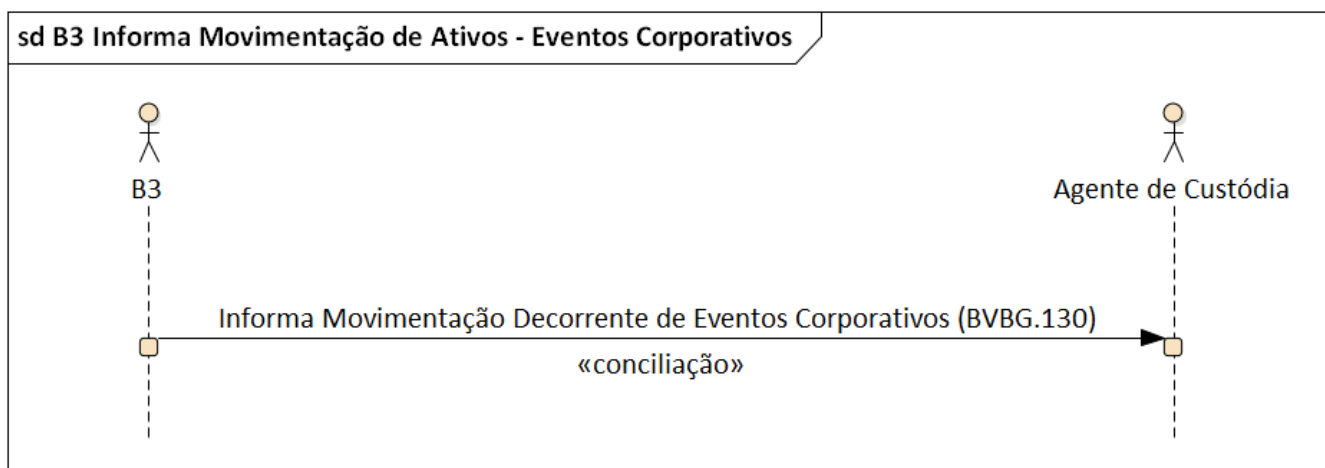 sd B3 Informa Movimentação de Ativos - Eventos Corporativos
B3
Agente de Custódia
Informa Movimentação Decorrente de Eventos Corporativos (BVBG.130)
«conciliação»